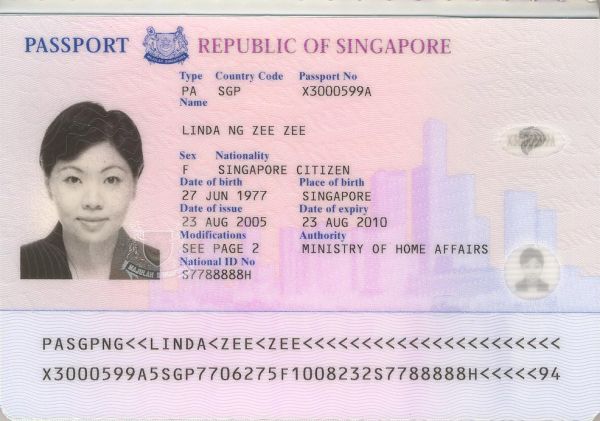 PASSPORT REPUBLIC OF SINGAPORE
Type Country Code Passport No
PA SGP X3000599A
Name
LINDA NG ZEE ZEE
Sex Nationality
F SINGAPORE CITIZEN
Date of birth Place of birth
27 JUN 1977 SINGAPORE
Date of issue Date of expiry
23 AUG 2005 23 AUG 2010
Modifications Authority
SEE PAGE 2 MINISTRY OF HOME AFFAIRS
National ID No
S7788888H
PASGPNG<<LINDA<ZEE<ZEE<<<<<<<<<<<<<<<<<<<<<<
X3000599A5SGP7706275F1008232S7788888H<<<<<94